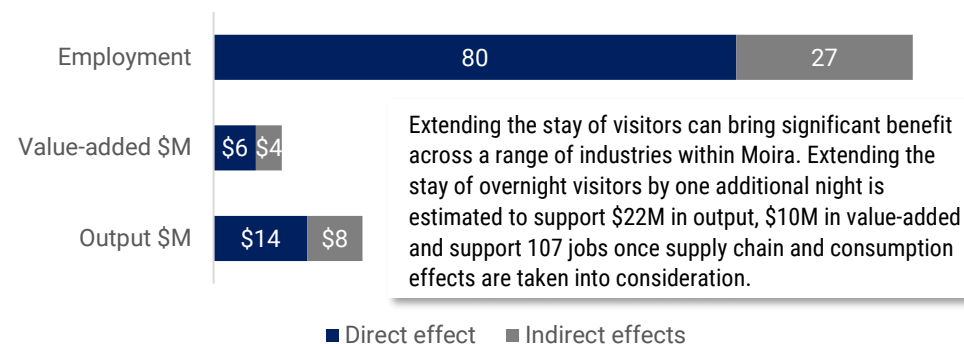 Employment
80
27
Value-added $M
$6
$4
Extending the stay of visitors can bring significant benefit
across a range of industries within Moira. Extending the
stay of overnight visitors by one additional night is
estimated to support $22M in output, $10M in value-added
and support 107 jobs once supply chain and consumption
effects are taken into consideration.
Output $M
$14
$8
Direct effect
Indirect effects